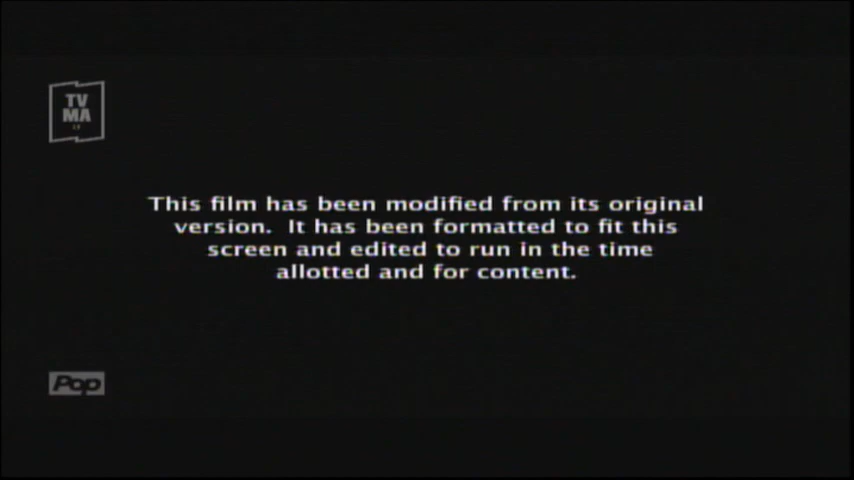 TV
MA
This film has been modified from its original
version. It has been formatted to fit this
screen and edited to run in the time
allotted and for content.
Pop